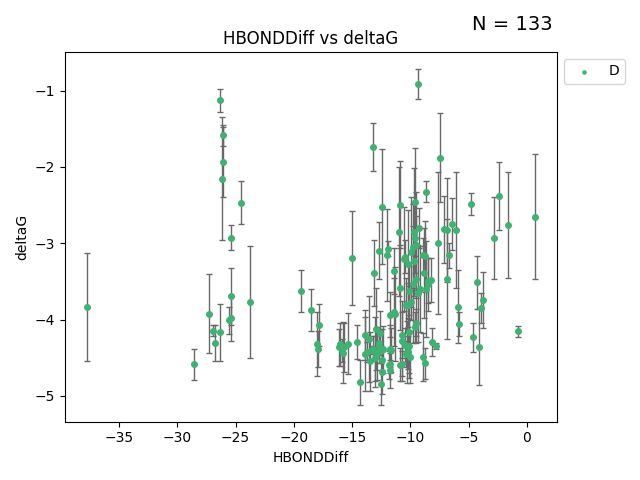 N = 133
HBONDDiff vs deltaG
D
deltaG
−1
−2
−3
−4
−5
−35 −30 −25 −20 −15 −10 −5 0
HBONDDiff